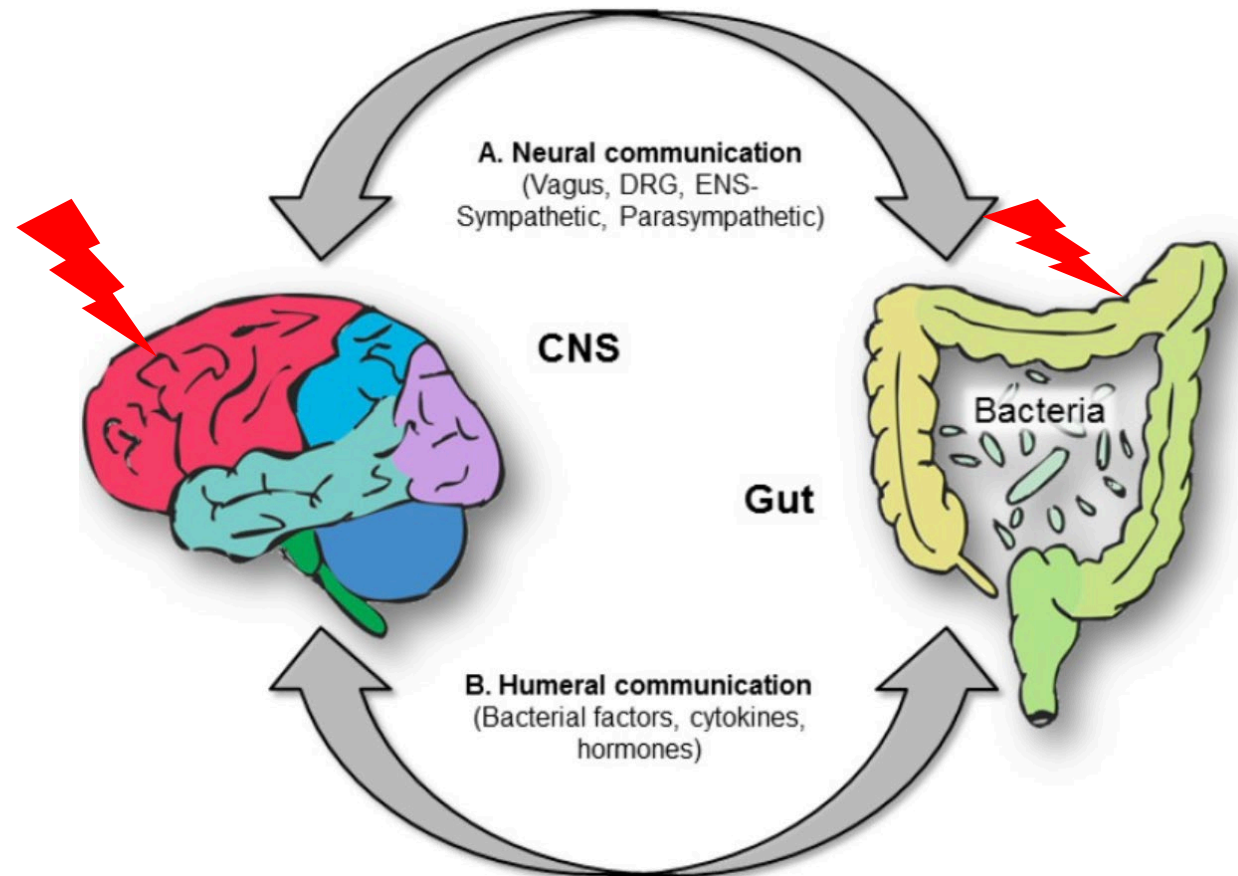 A. Neural communication
(Vagus, DRG, ENS-
Sympathetic, Parasympathetic)
CNS
Bacteria
Gut
B. Humeral communication
(Bacterial factors, cytokines,
hormones)